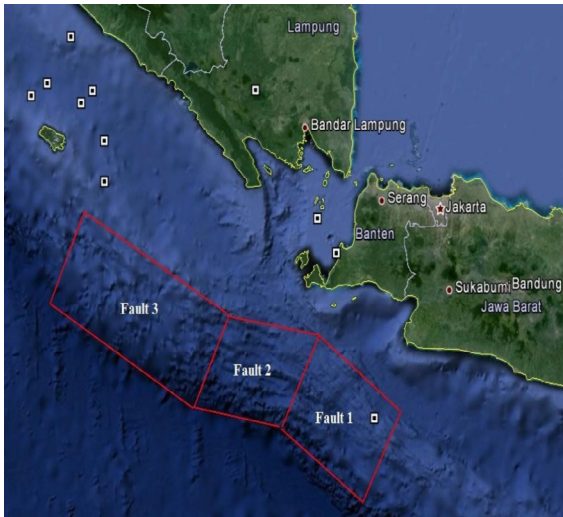 Lampung
Bandar Lampung
Serang
Jakarta
Banten
Sukabumi
Bandung
Jawa Barat
Fault 3
Fault 2
Fault 1